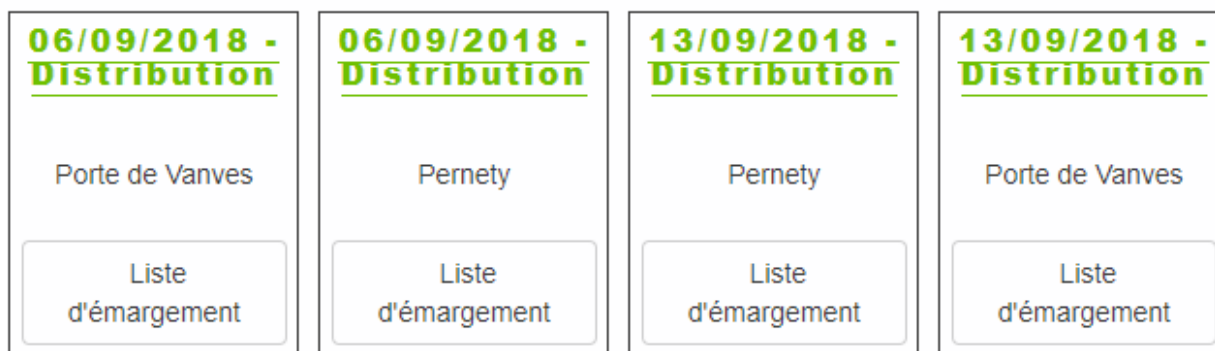 06/09/2018 -
Distribution
Porte de Vanves
Liste
d'émargement
06/09/2018 -
Distribution
Pernety
Liste
d'émargement
13/09/2018 -
Distribution
Pernety
Liste
d'émargement
13/09/2018 -
Distribution
Porte de Vanves
Liste
d'émargement